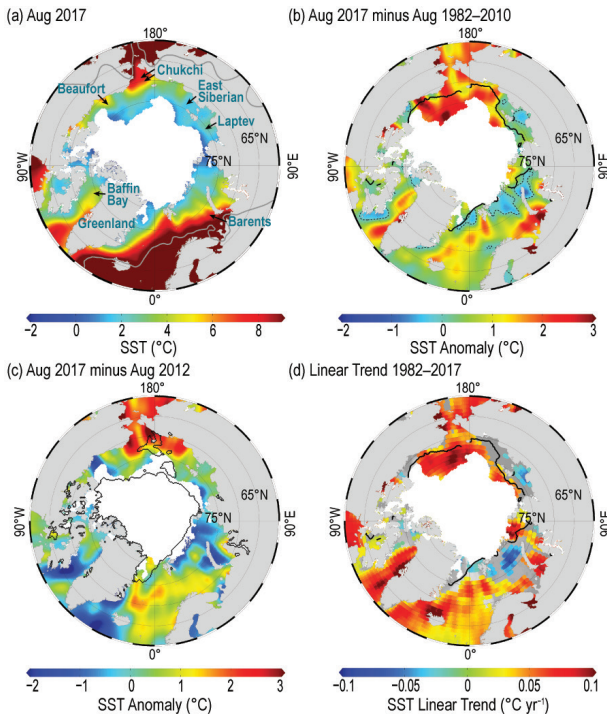 (a) Aug 2017
180°
Chukchi
Beaufort
East
Siberian
Laptev
65°N
75°N
90°W
90°E
Baffin
Bay
Greenland
Barents
0°
−2 0 2 4 6 8
SST (°C)
(b) Aug 2017 minus Aug 1982–2010
180°
65°N
75°N
90°W
90°E
0°
−2 −1 0 1 2 3
SST Anomaly (°C)
(c) Aug 2017 minus Aug 2012
180°
65°N
75°N
90°W
90°E
0°
−2 −1 0 1 2 3
SST Anomaly (°C)
(d) Linear Trend 1982–2017
180°
65°N
75°N
90°W
90°E
0°
−0.1 −0.05 0 0.05 0.1
SST Linear Trend (°C yr⁻¹)